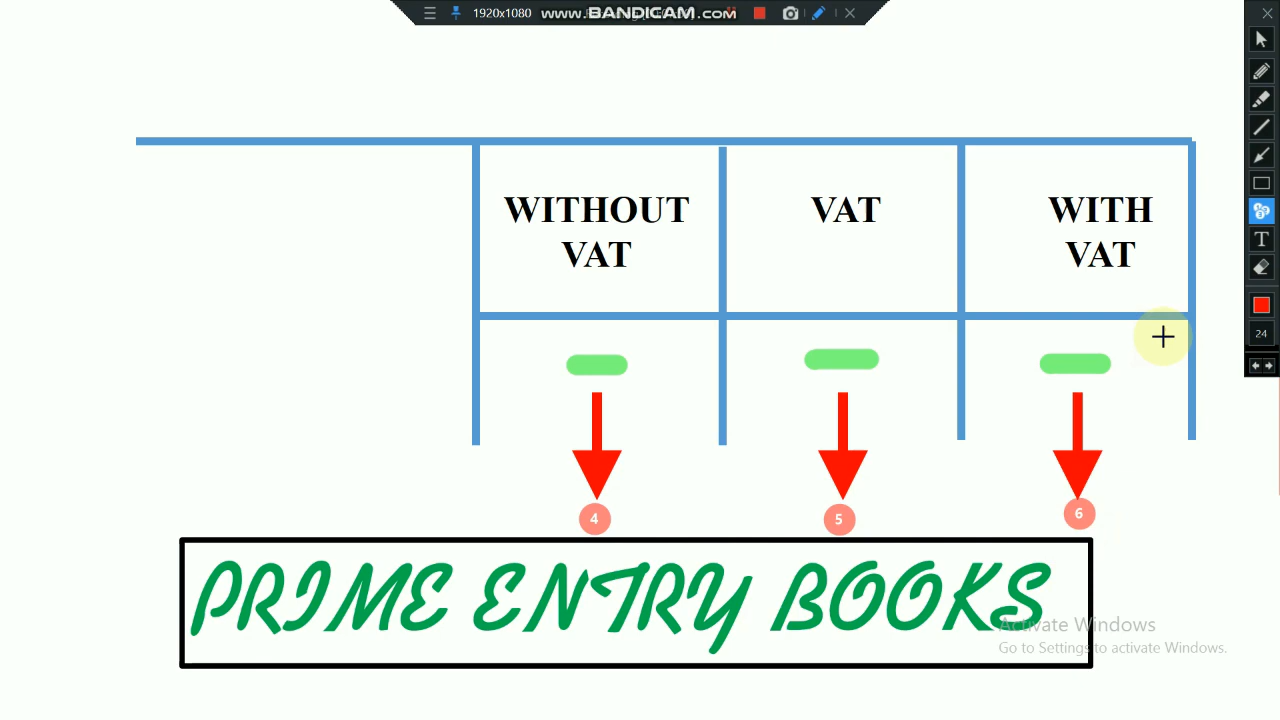 1920x1080
www.BANDICAM.com
WITHOUT
VAT
VAT
WITH
VAT
T
24
4
5
6
PRIME ENTRY BOOKS
Activate Windows
Go to Settings to activate Windows.